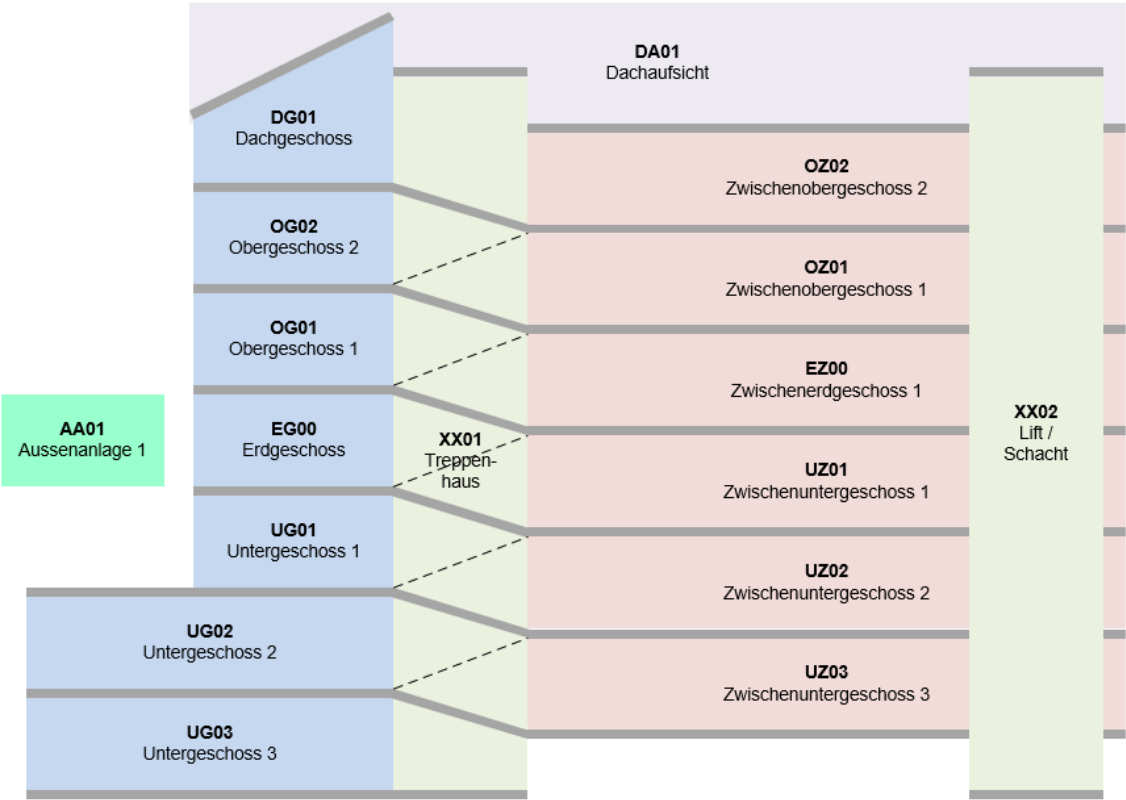 DA01
Dachaufsicht
DG01
Dachgeschoss
OG02
Obergeschoss 2
OG01
Obergeschoss 1
AA01
Aussenanlage 1
EG00
Erdgeschoss
UG01
Untergeschoss 1
UG02
Untergeschoss 2
UG03
Untergeschoss 3
XX01
Treppen-
haus
OZ02
Zwischenobergeschoss 2
OZ01
Zwischenobergeschoss 1
EZ00
Zwischenerdgeschoss 1
UZ01
Zwischenuntergeschoss 1
UZ02
Zwischenuntergeschoss 2
UZ03
Zwischenuntergeschoss 3
XX02
Lift /
Schacht